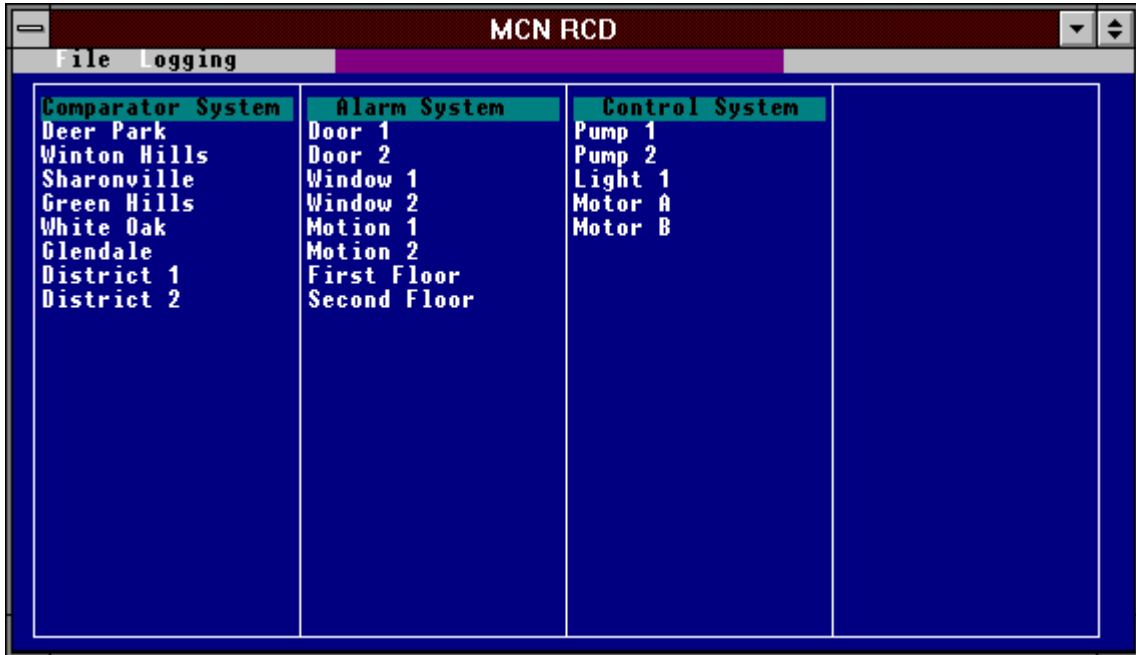 MCN RCD
File Logging
Comparator System
Deer Park
Winton Hills
Sharonville
Green Hills
White Oak
Glendale
District 1
District 2
Alarm System
Door 1
Door 2
Window 1
Window 2
Motion 1
Motion 2
First Floor
Second Floor
Control System
Pump 1
Pump 2
Light 1
Motor A
Motor B